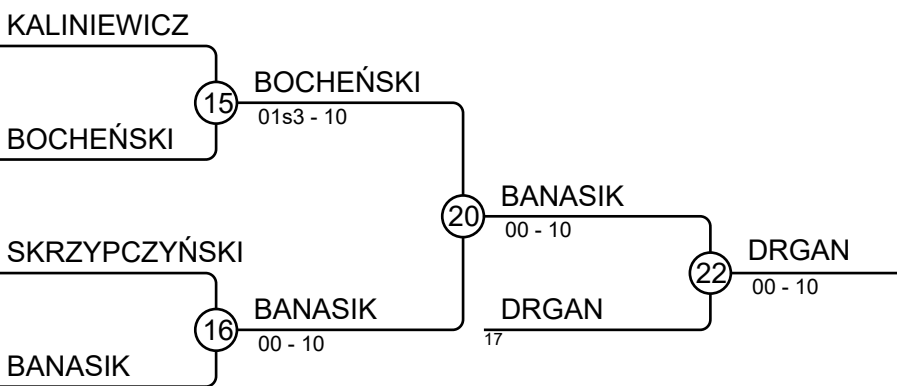 KALINIEWICZ
BOCHEŃSKI
15
01s3 - 10
BOCHEŃSKI
BANASIK
20
00 - 10
SKRZYPCZYŃSKI
DRGAN
22
00 - 10
BANASIK
16
00 - 10
DRGAN
17
BANASIK